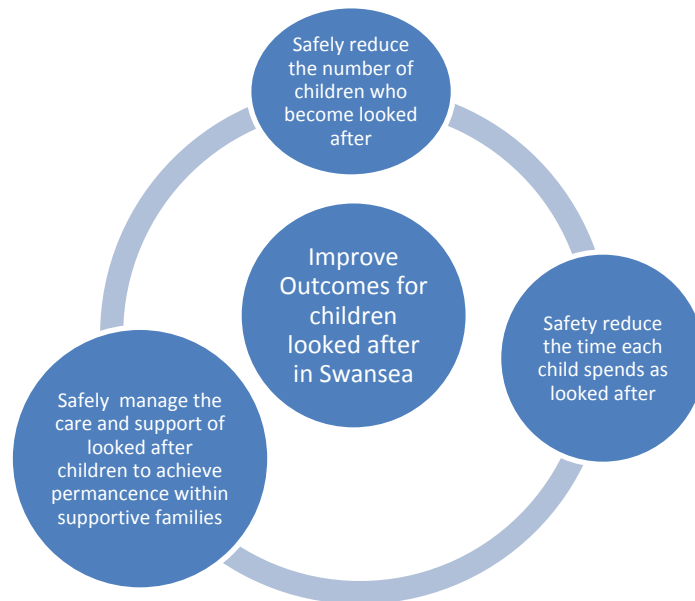 Safely reduce
the number of
children who
become looked
after
Improve
Outcomes for
children
looked after
in Swansea
Safety reduce
the time each
child spends as
looked after
Safely  manage the
care and support of
looked after
children to achieve
permancence within
supportive families